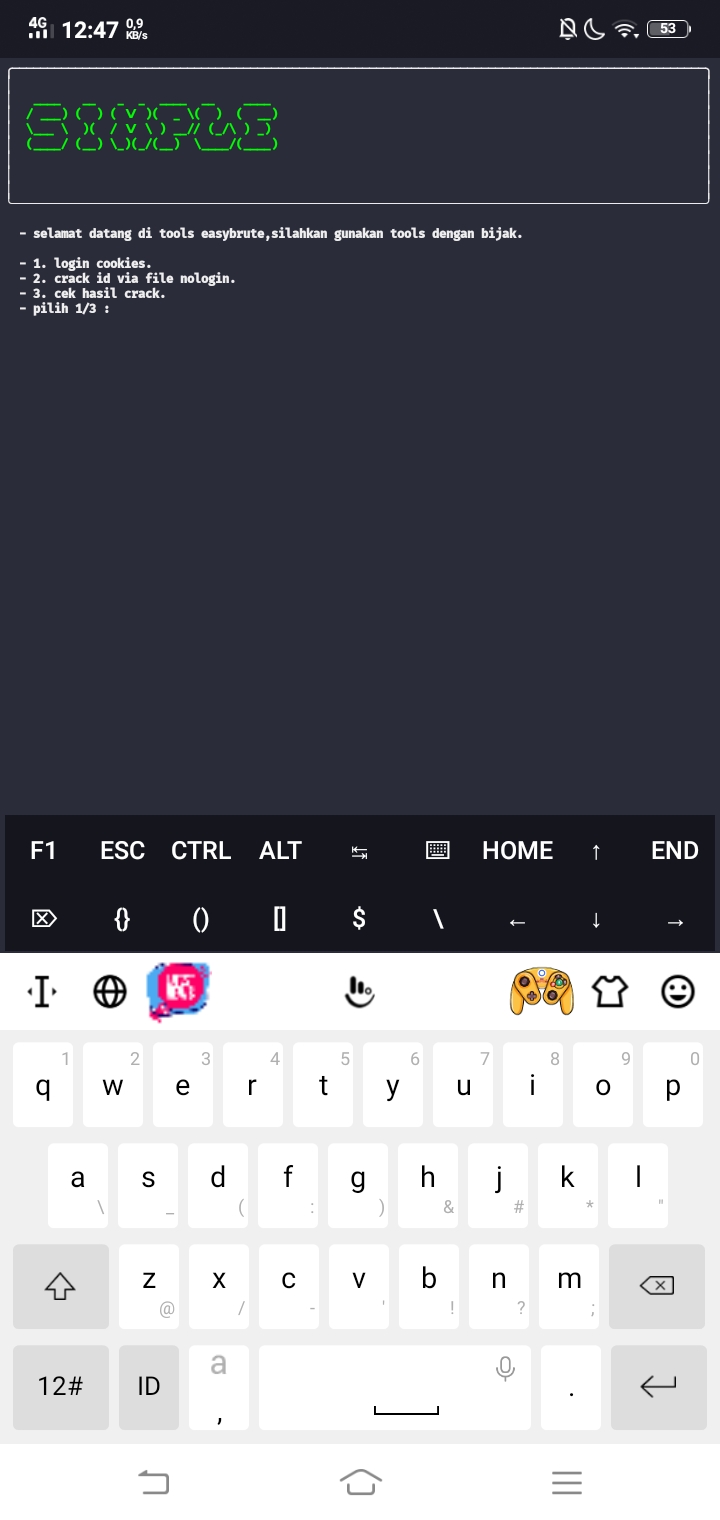 4G 12:47 0,9 KB/s 53
SIMPLE
- selamat datang di tools easybrute,silahkan gunakan tools dengan bijak.
- 1. login cookies.
- 2. crack id via file nologin.
- 3. cek hasil crack.
- pilih 1/3 :
F1 ESC CTRL ALT ⇆ HOME ↑ END
{} () [] $ \ ← ↓ →
1 2 3 4 5 6 7 8 9 0
q w e r t y u i o p
a s d f g h j k l
\ _ ( : ) & # * "
z x c v b n m
@ / - ' ! ? ;
12# ID a , .